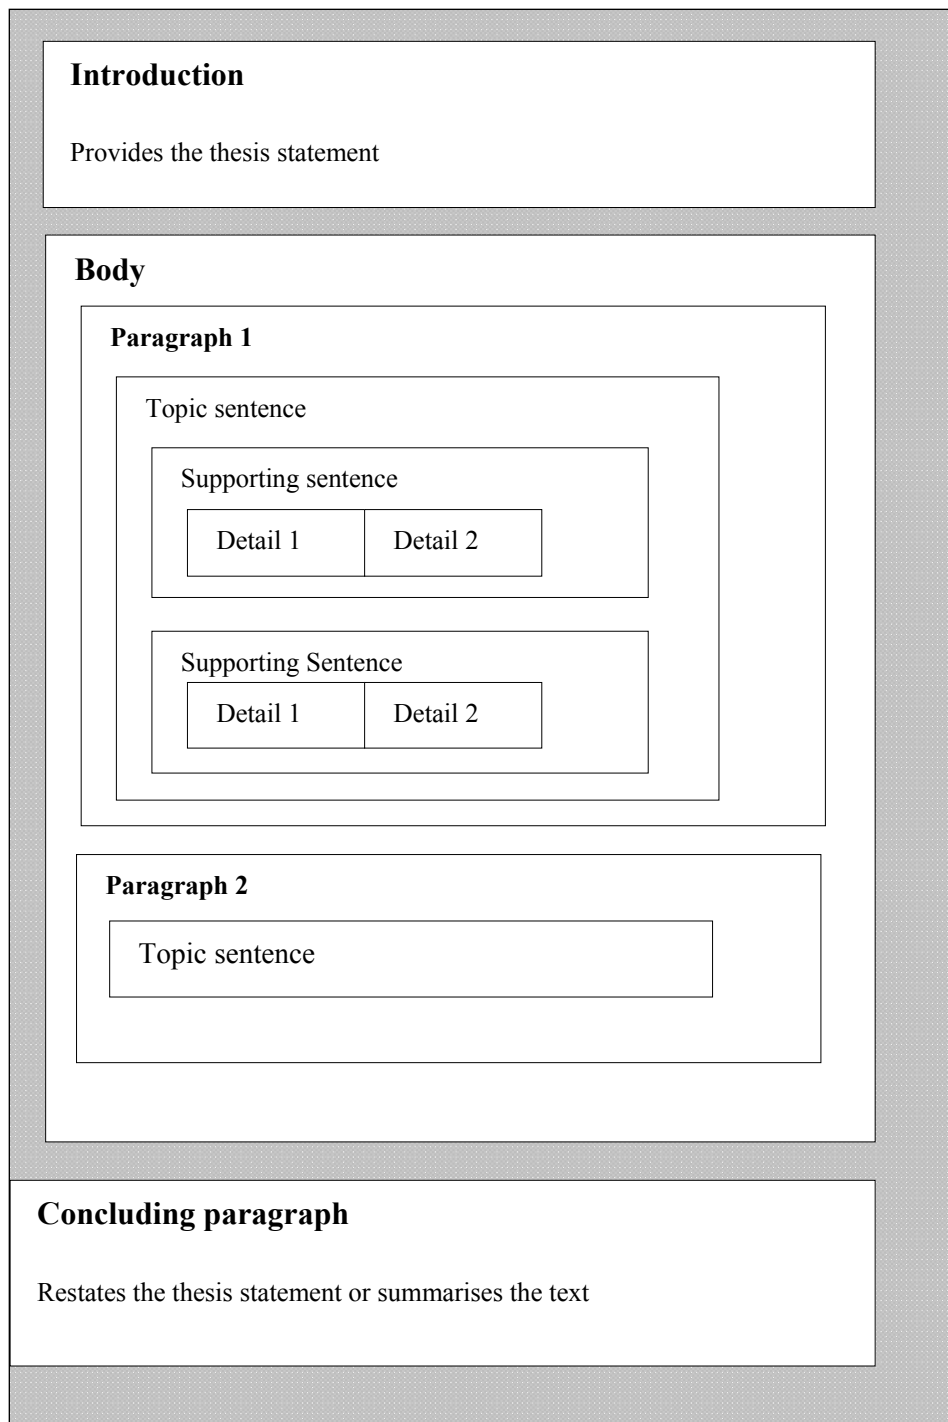 Introduction
Provides the thesis statement
Body
Paragraph 1
Topic sentence
Supporting sentence
Detail 1 Detail 2
Supporting Sentence
Detail 1 Detail 2
Paragraph 2
Topic sentence
Concluding paragraph
Restates the thesis statement or summarises the text